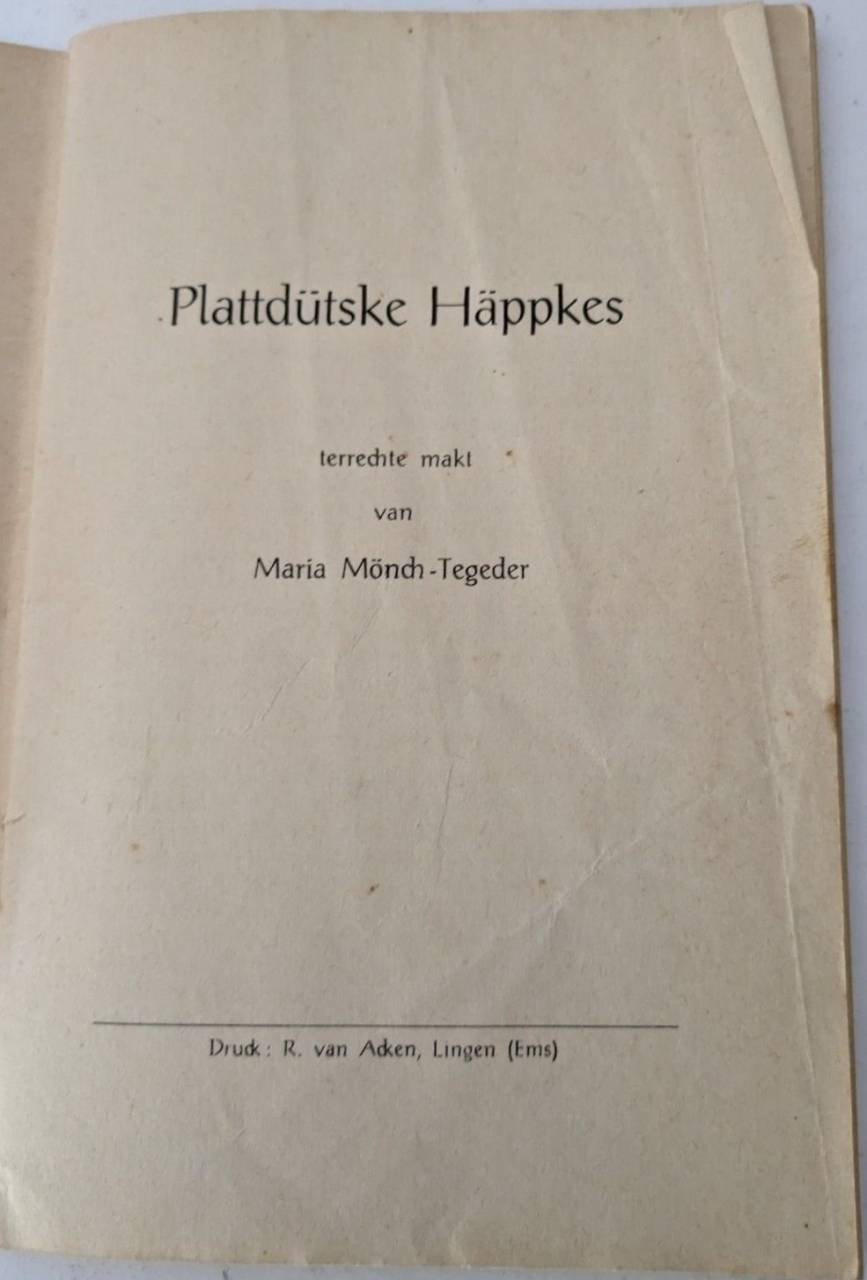 Plattdütske Häppkes
terrechte makt
van
Maria Mönch-Tegeder
Druck: R. van Acken, Lingen (Ems)